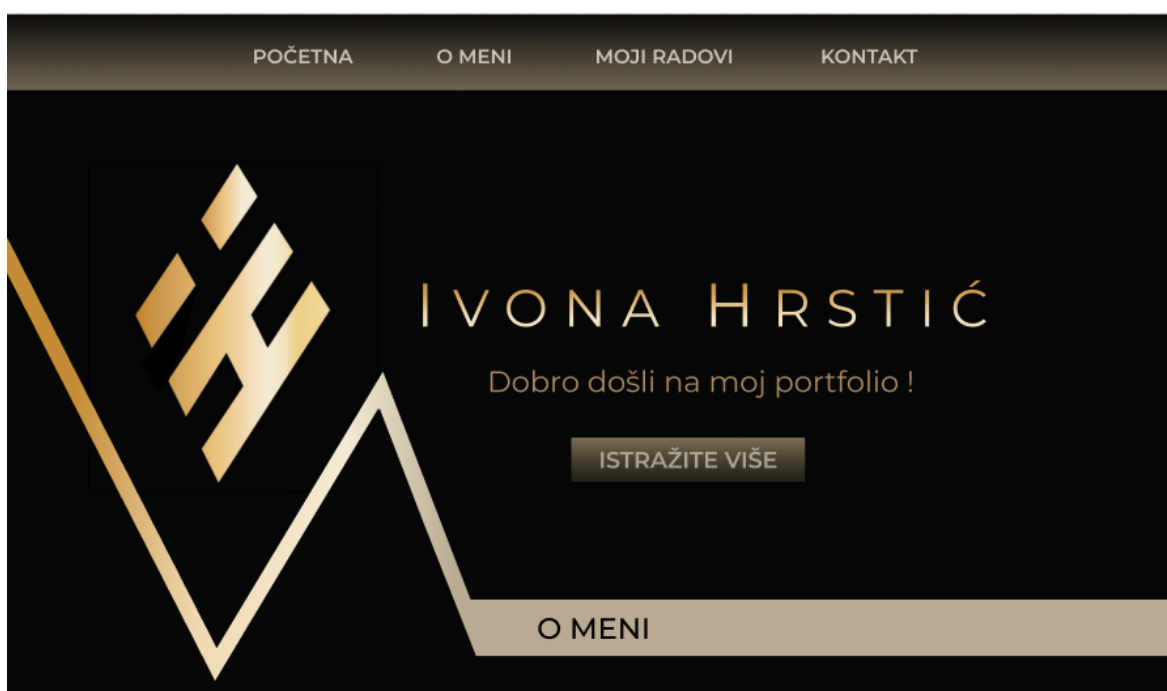 POČETNA O MENI MOJI RADOVI KONTAKT
IVONA HRSTIĆ
Dobro došli na moj portfolio !
ISTRAŽITE VIŠE
O MENI